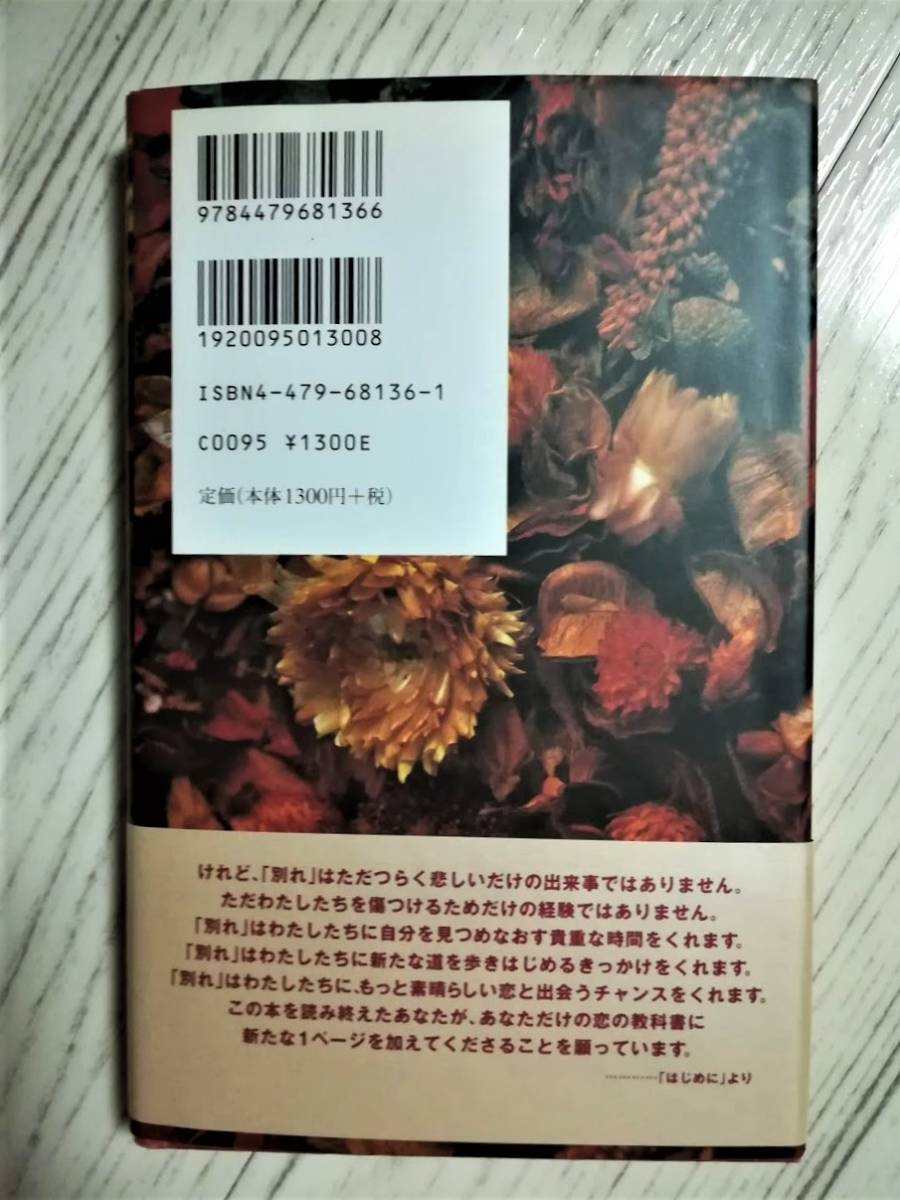 9784479681366
1920095013008
ISBN4-479-68136-1
C0095 ¥1300E
定価(本体1300円+税)
けれど、「別れ」はただつらく悲しいだけの出来事ではありません。
ただわたしたちを傷つけるためだけの経験ではありません。
「別れ」はわたしたちに自分を見つめなおす貴重な時間をくれます。
「別れ」はわたしたちに新たな道を歩きはじめるきっかけをくれます。
「別れ」はわたしたちに、もっと素晴らしい恋と出会うチャンスをくれます。
この本を読み終えたあなたが、あなただけの恋の教科書に
新たな1ページを加えてくださることを願っています。
…………「はじめに」より